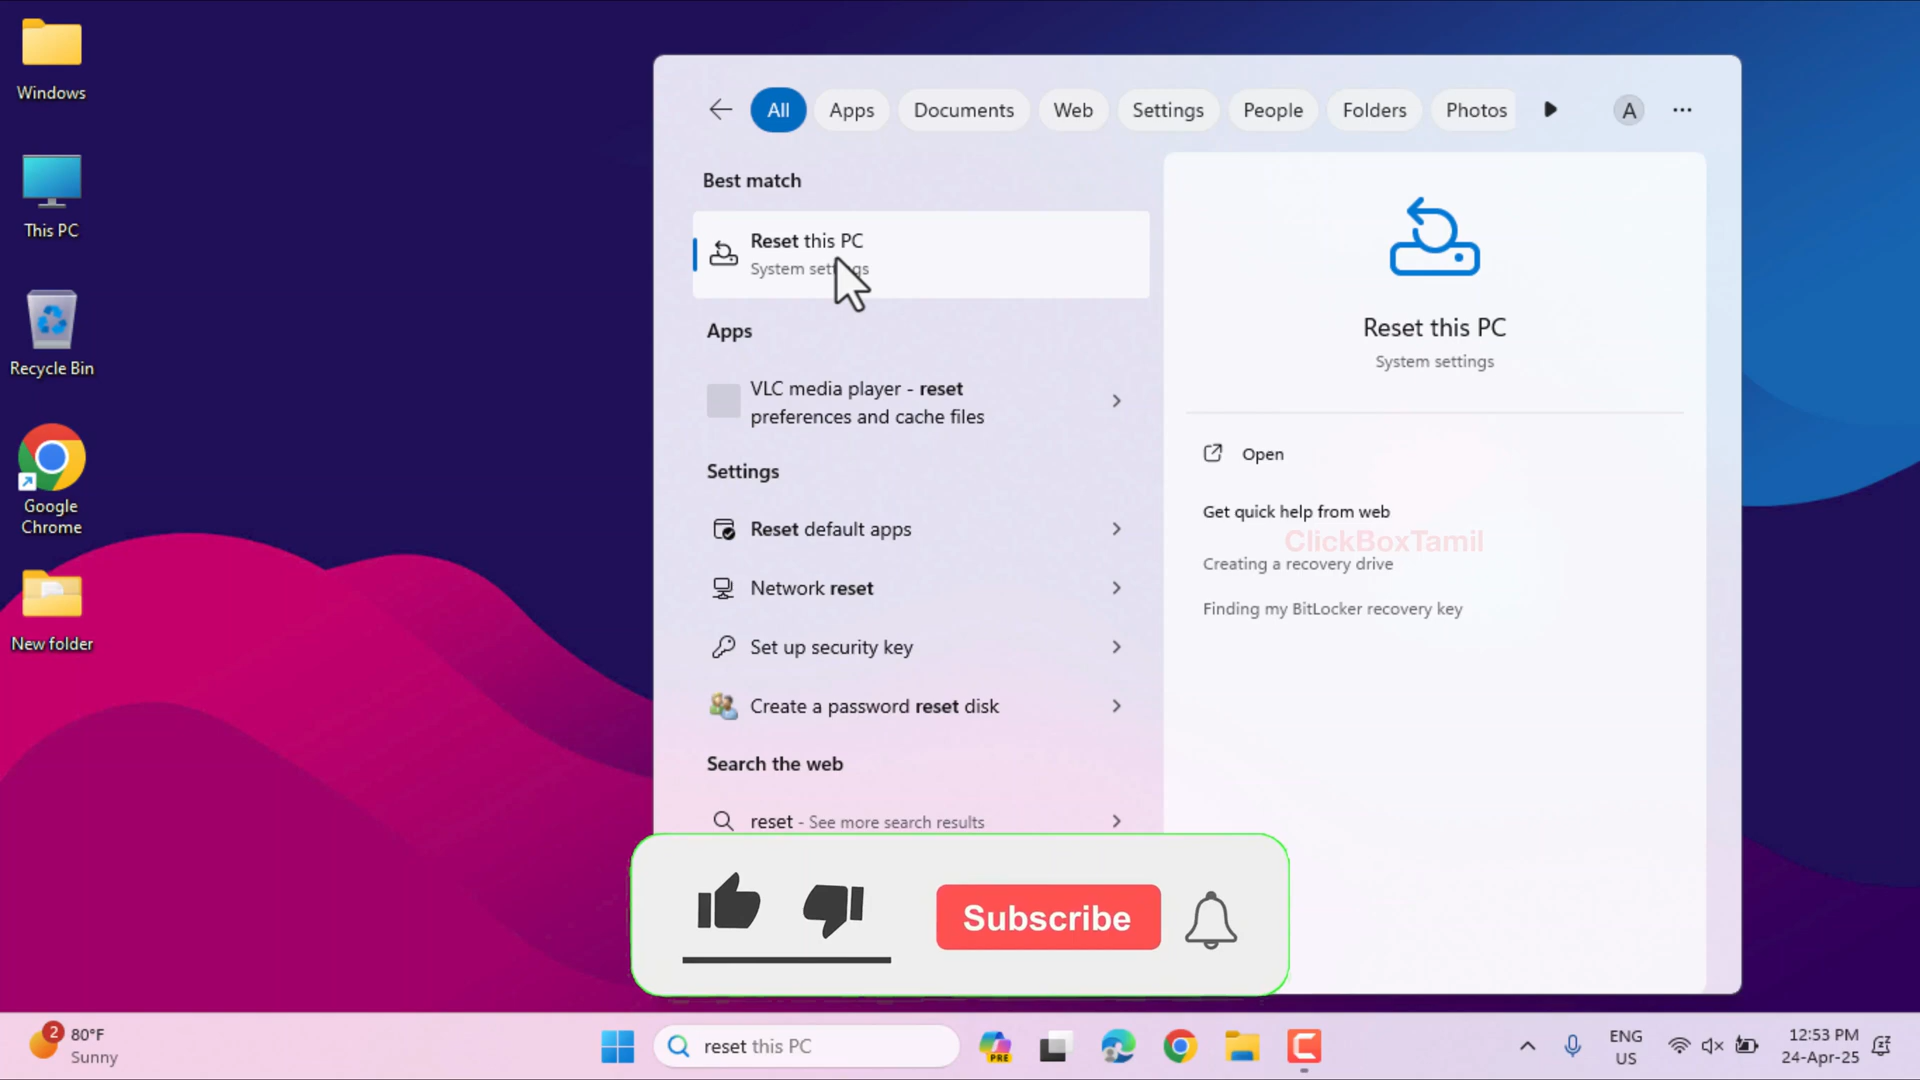 Windows
This PC
Recycle Bin
Google
Chrome
New folder
All
Apps
Documents
Web
Settings
People
Folders
Photos
A
Best match
Reset this PC
System settings
Apps
VLC media player - reset
preferences and cache files
Settings
Reset default apps
Network reset
Set up security key
Create a password reset disk
Search the web
reset - See more search results
Reset this PC
System settings
Open
Get quick help from web
ClickBoxTamil
Creating a recovery drive
Finding my BitLocker recovery key
Subscribe
2
80°F
Sunny
reset this PC
PRE
ENG
US
12:53 PM
24-Apr-25